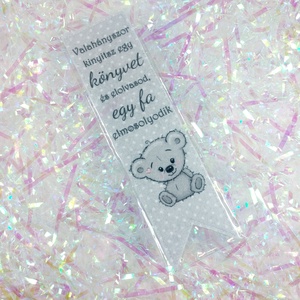 Valahányszor
kinyitsz egy
könyvet
és elolvasod,
egy fa
elmosolyodik